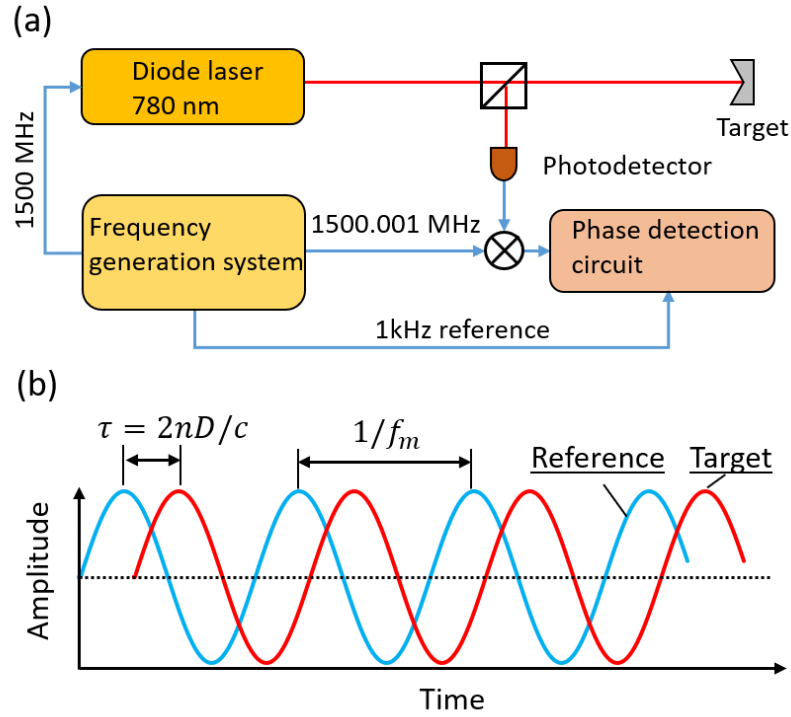 (a)
Diode laser
780 nm
Target
1500 MHz
Photodetector
Frequency
generation system
1500.001 MHz
Phase detection
circuit
1kHz reference
(b)
τ = 2nD/c
1/fₘ
Reference
Target
Amplitude
Time